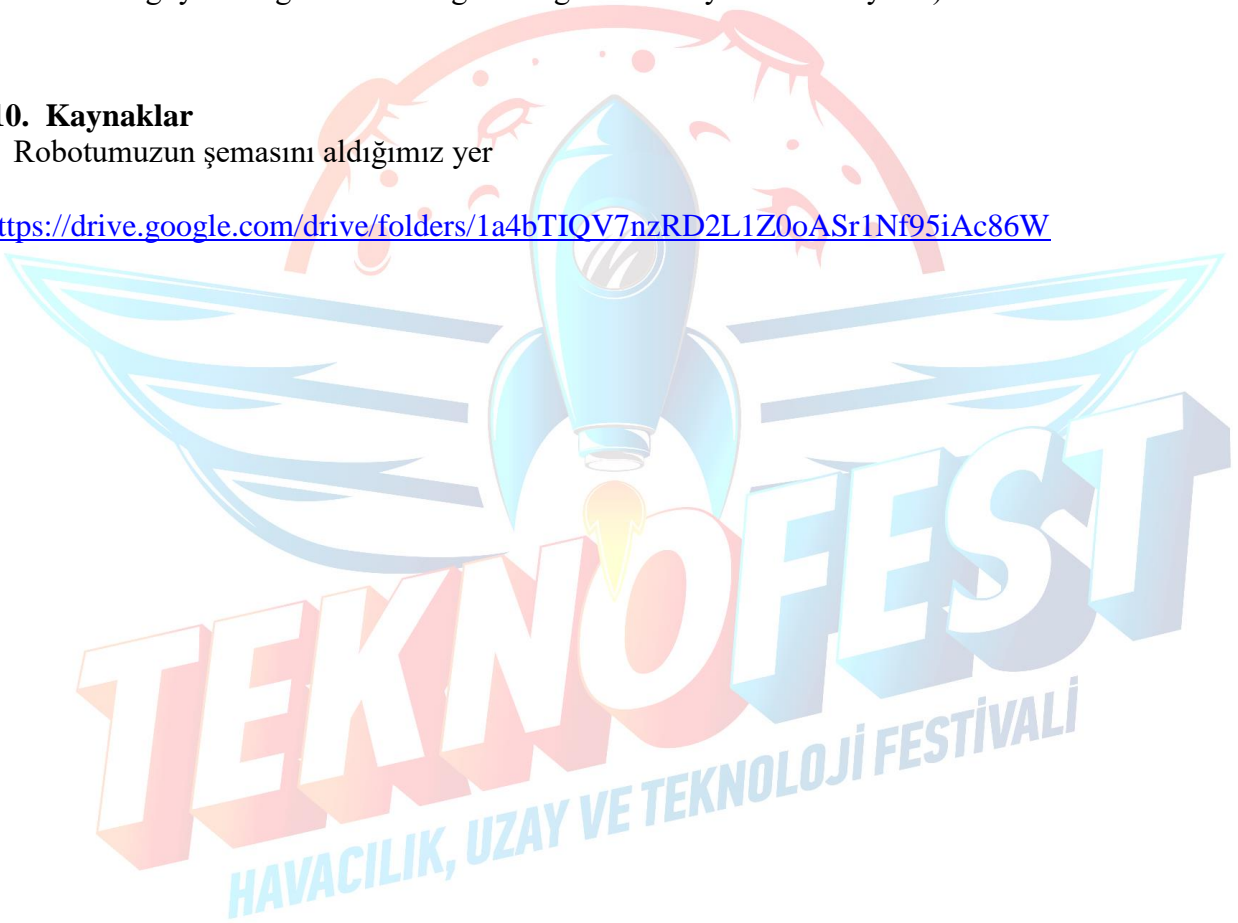 10. Kaynaklar
Robotumuzun şemasını aldığımız yer
ttps://drive.google.com/drive/folders/1a4bTIQV7nzRD2L1Z0oASr1Nf95iAc86W
TEKNOFEST
HAVACILIK, UZAY VE TEKNOLOJİ FESTİVALİ